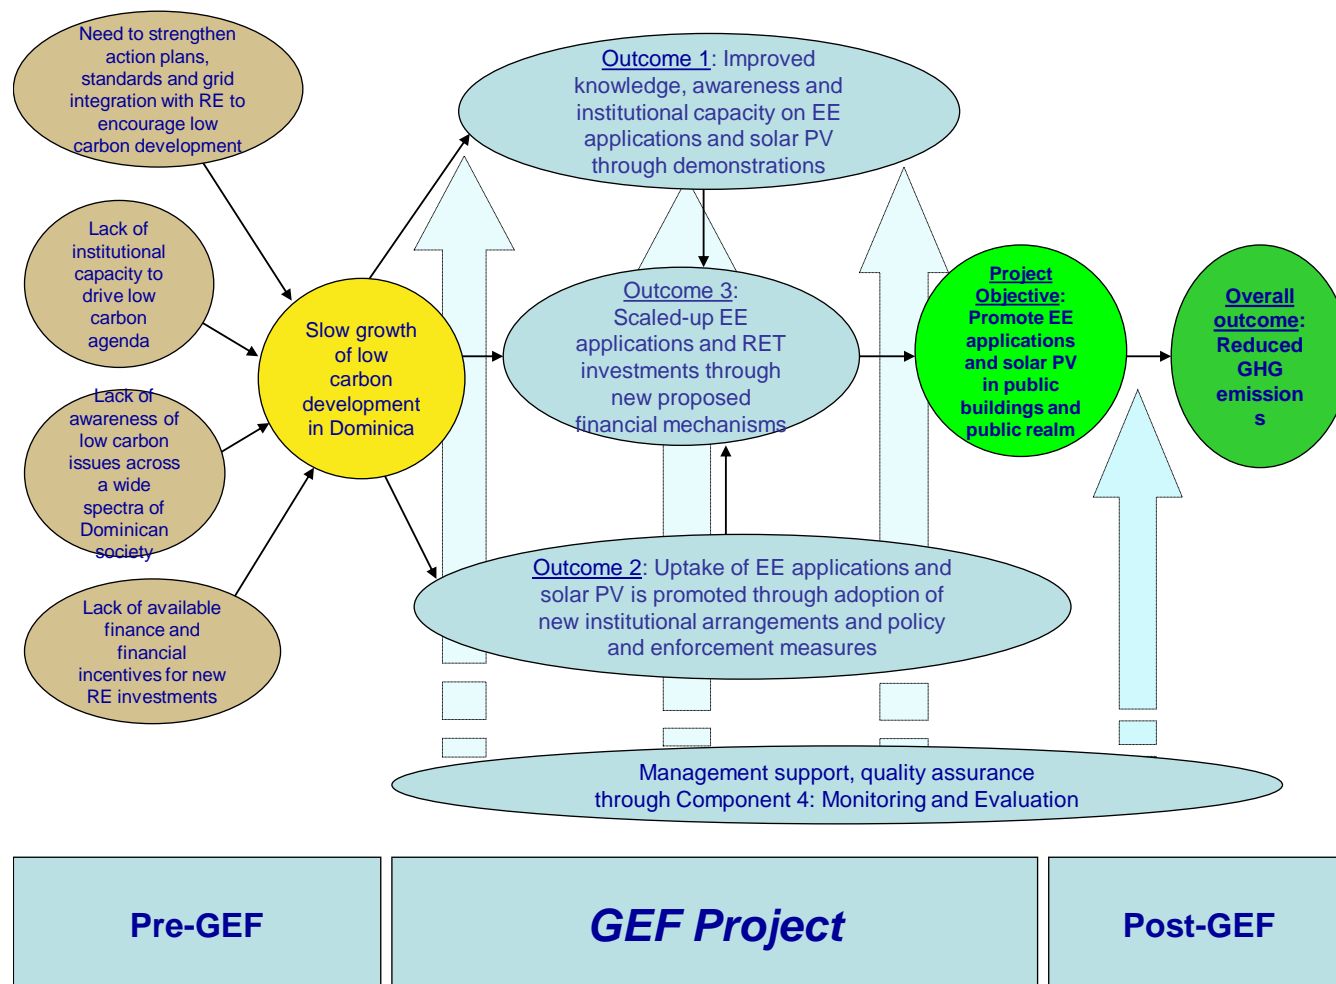 Need to strengthen
action plans,
standards and grid
integration with RE to
encourage low
carbon development
Lack of
institutional
capacity to
drive low
carbon
agenda
Lack of
awareness of
low carbon
issues across
a wide
spectra of
Dominican
society
Lack of available
finance and
financial
incentives for new
RE investments
Slow growth
of low
carbon
development
in Dominica
Outcome 1: Improved
knowledge, awareness and
institutional capacity on EE
applications and solar PV
through demonstrations
Outcome 3:
Scaled-up EE
applications and RET
investments through
new proposed
financial mechanisms
Outcome 2: Uptake of EE applications and
solar PV is promoted through adoption of
new institutional arrangements and policy
and enforcement measures
Project
Objective:
Promote EE
applications
and solar PV
in public
buildings and
public realm
Overall
outcome:
Reduced
GHG
emission
s
Management support, quality assurance
through Component 4: Monitoring and Evaluation
Pre-GEF
GEF Project
Post-GEF